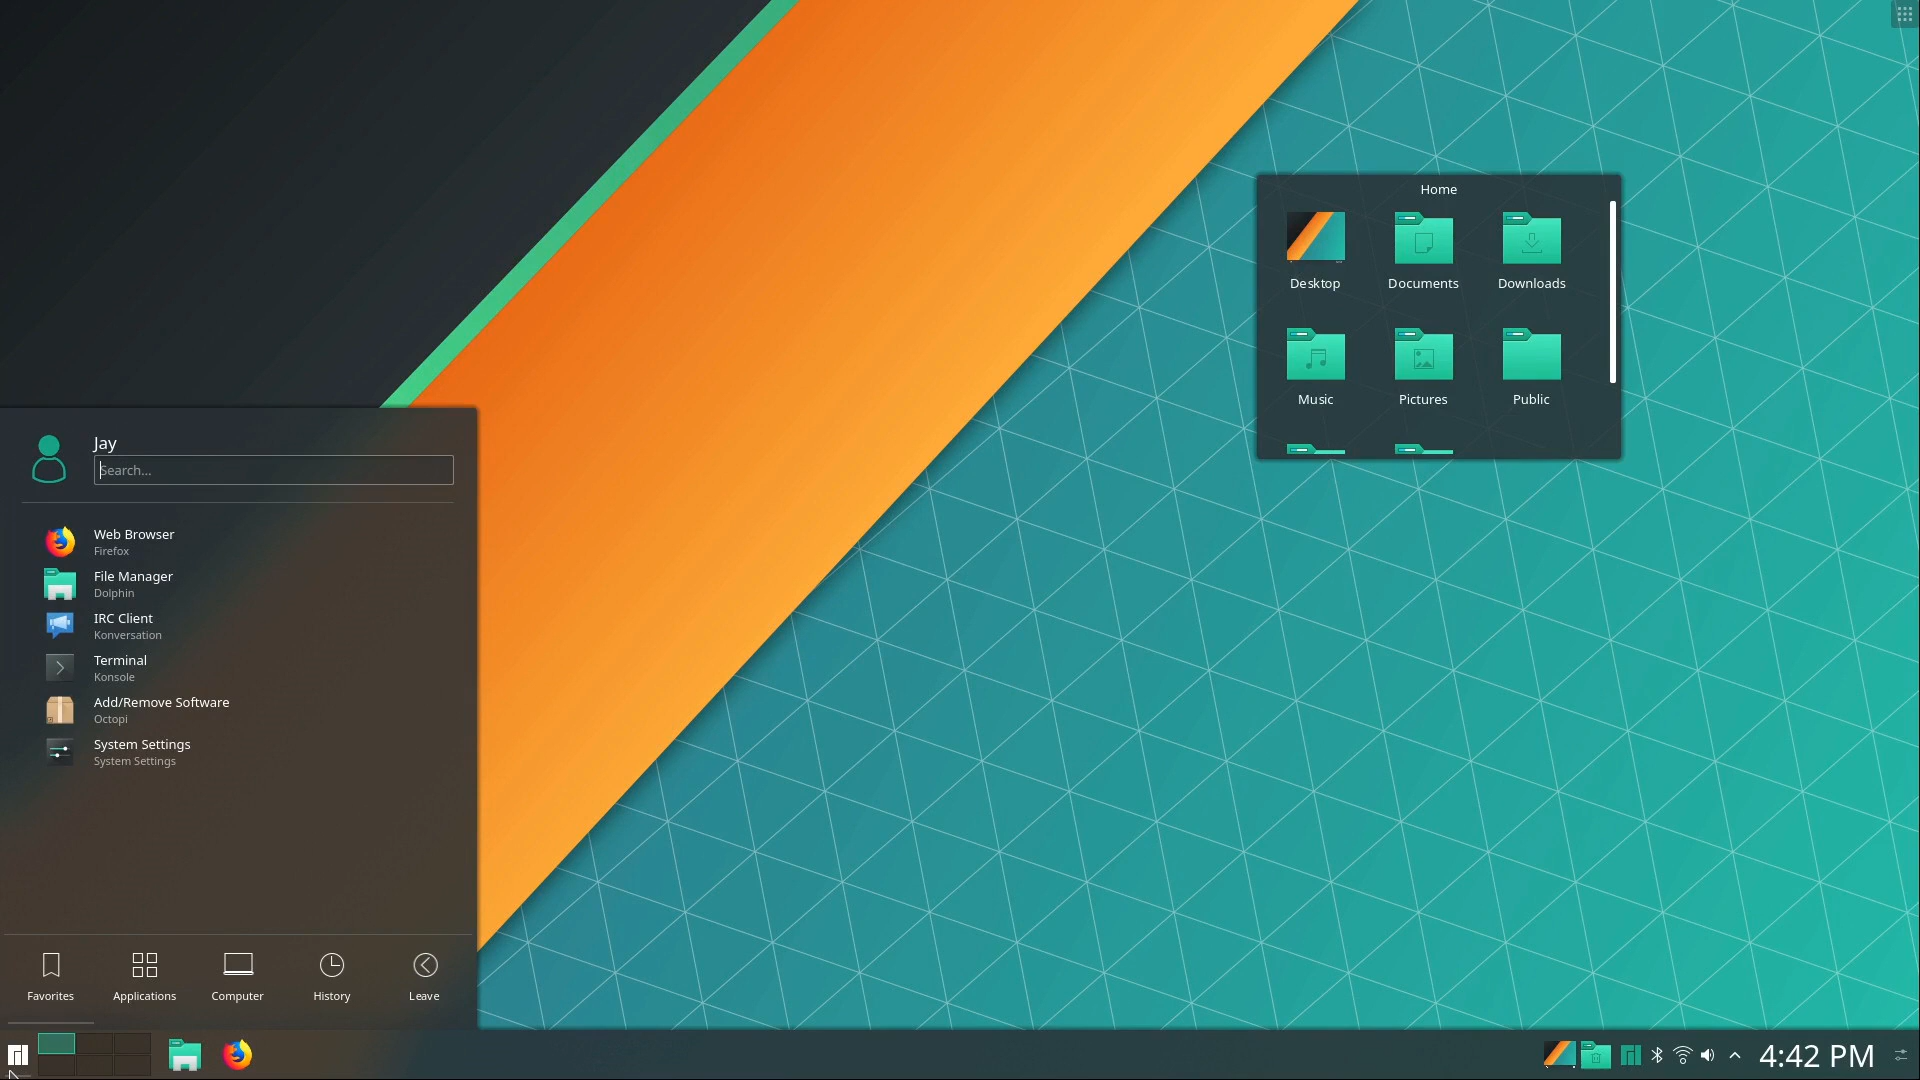 Home
Desktop
Documents
Downloads
Music
Pictures
Public
Jay
Search...
Web Browser
Firefox
File Manager
Dolphin
IRC Client
Konversation
Terminal
Konsole
Add/Remove Software
Octopi
System Settings
System Settings
Favorites
Applications
Computer
History
Leave
4:42 PM